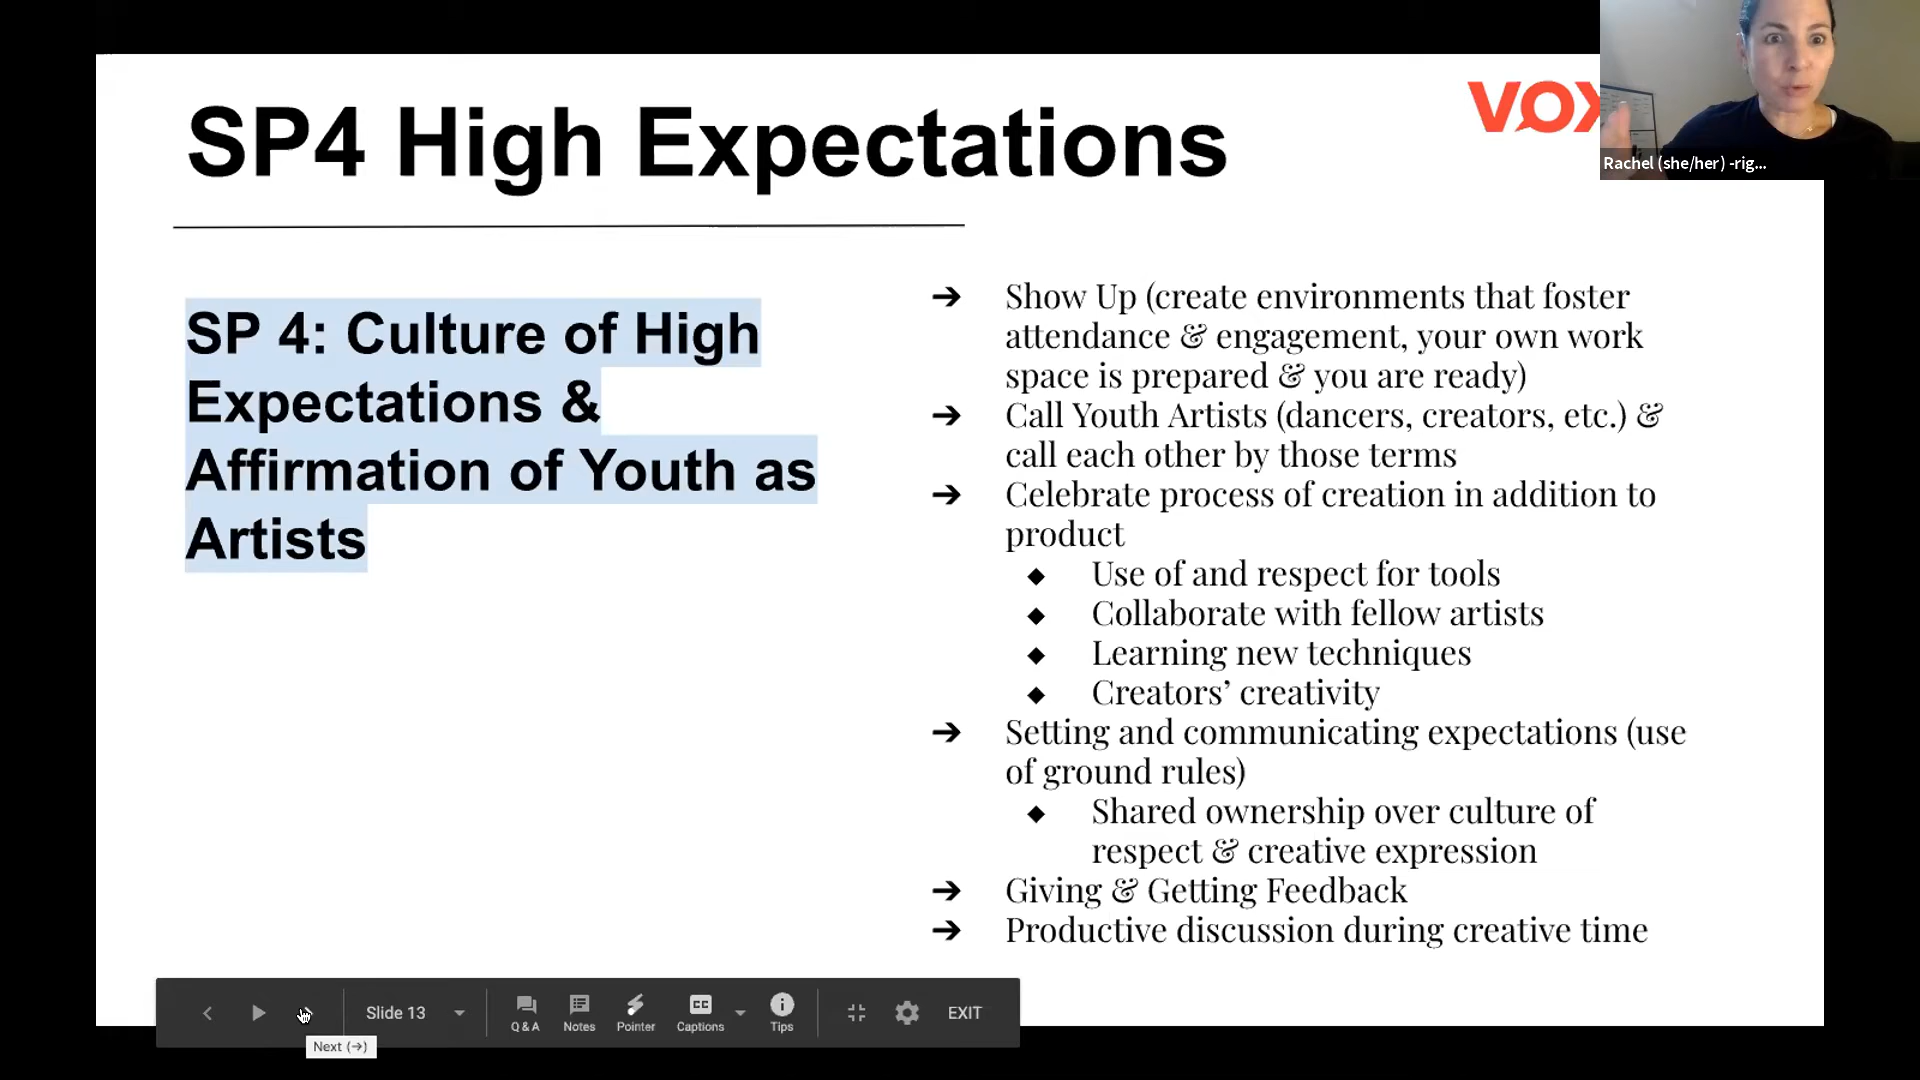 SP4 High Expectations
VOX
Rachel (she/her) -rig...
SP 4: Culture of High
Expectations &
Affirmation of Youth as
Artists
➔ Show Up (create environments that foster
attendance & engagement, your own work
space is prepared & you are ready)
➔ Call Youth Artists (dancers, creators, etc.) &
call each other by those terms
➔ Celebrate process of creation in addition to
product
◆ Use of and respect for tools
◆ Collaborate with fellow artists
◆ Learning new techniques
◆ Creators’ creativity
➔ Setting and communicating expectations (use
of ground rules)
◆ Shared ownership over culture of
respect & creative expression
➔ Giving & Getting Feedback
➔ Productive discussion during creative time
Slide 13
Q & A
Notes
Pointer
CC
Captions
Tips
EXIT
Next (→)